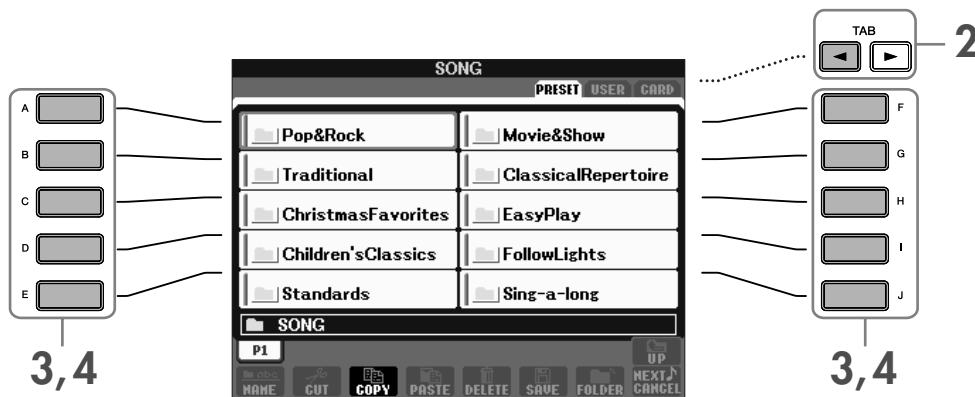 TAB
2
SONG
PRESET USER CARD
A
B
C
D
E
Pop&Rock
Traditional
ChristmasFavorites
Children'sClassics
Standards
Movie&Show
ClassicalRepertoire
EasyPlay
FollowLights
Sing-a-long
F
G
H
I
J
SONG
P1
UP
abc
NAME CUT COPY PASTE DELETE SAVE FOLDER NEXT CANCEL
3, 4
3, 4